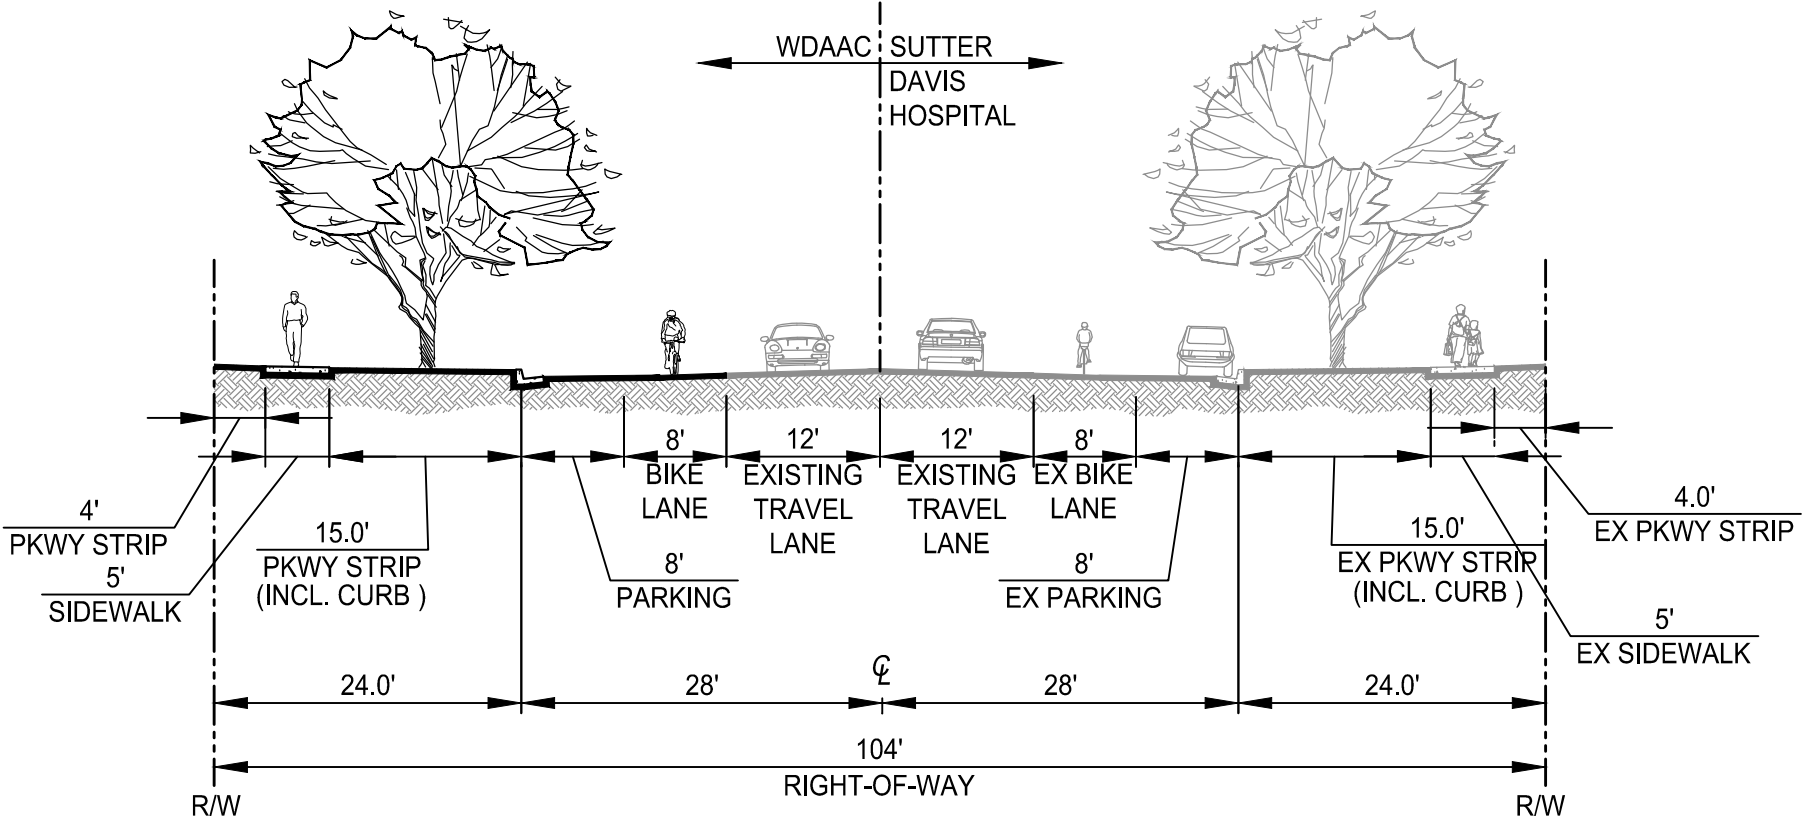 WDAAC
SUTTER
DAVIS
HOSPITAL
8'
BIKE
LANE
12'
EXISTING
TRAVEL
LANE
12'
EXISTING
TRAVEL
LANE
8'
EX BIKE
LANE
4'
PKWY STRIP
5'
SIDEWALK
15.0'
PKWY STRIP
(INCL. CURB )
8'
PARKING
8'
EX PARKING
15.0'
EX PKWY STRIP
(INCL. CURB )
4.0'
EX PKWY STRIP
5'
EX SIDEWALK
24.0'
28'
CL
28'
24.0'
104'
RIGHT-OF-WAY
R/W
R/W